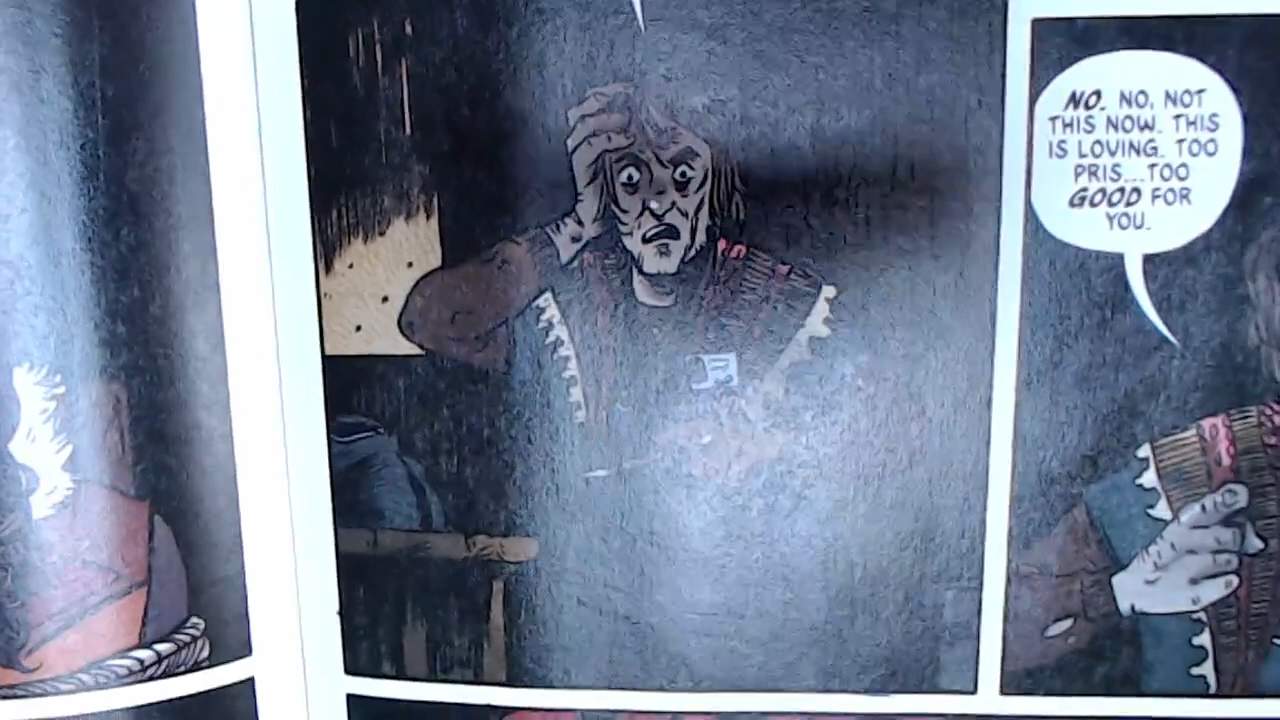 NO. NO, NOT
THIS NOW. THIS
IS LOVING. TOO
PRIS...TOO
GOOD FOR
YOU.